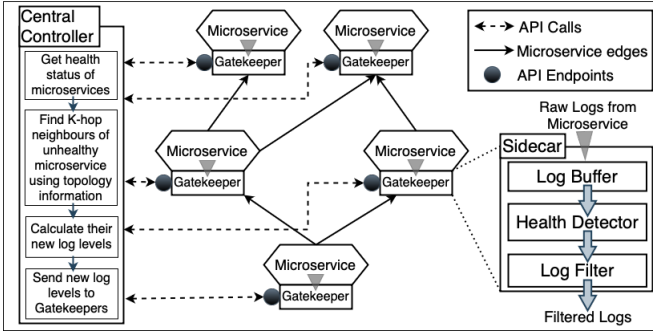 Central
Controller
Get health
status of
microservices
Find K-hop
neighbours of
unhealthy
microservice
using topology
information
Calculate their
new log levels
Send new log
levels to
Gatekeepers
Microservice
Gatekeeper
Microservice
Gatekeeper
Microservice
Gatekeeper
Microservice
Gatekeeper
Microservice
Gatekeeper
API Calls
Microservice edges
API Endpoints
Raw Logs from
Microservice
Sidecar
Log Buffer
Health Detector
Log Filter
Filtered Logs